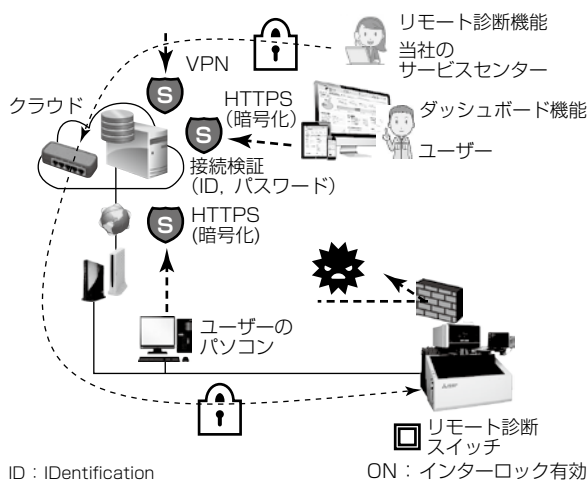 リモート診断機能
当社の
サービスセンター
VPN
S
クラウド
HTTPS
（暗号化）
S
ダッシュボード機能
ユーザー
接続検証
（ID，パスワード）
S
HTTPS
（暗号化）
ユーザーの
パソコン
リモート診断
スイッチ
ID：IDentification
ON：インターロック有効